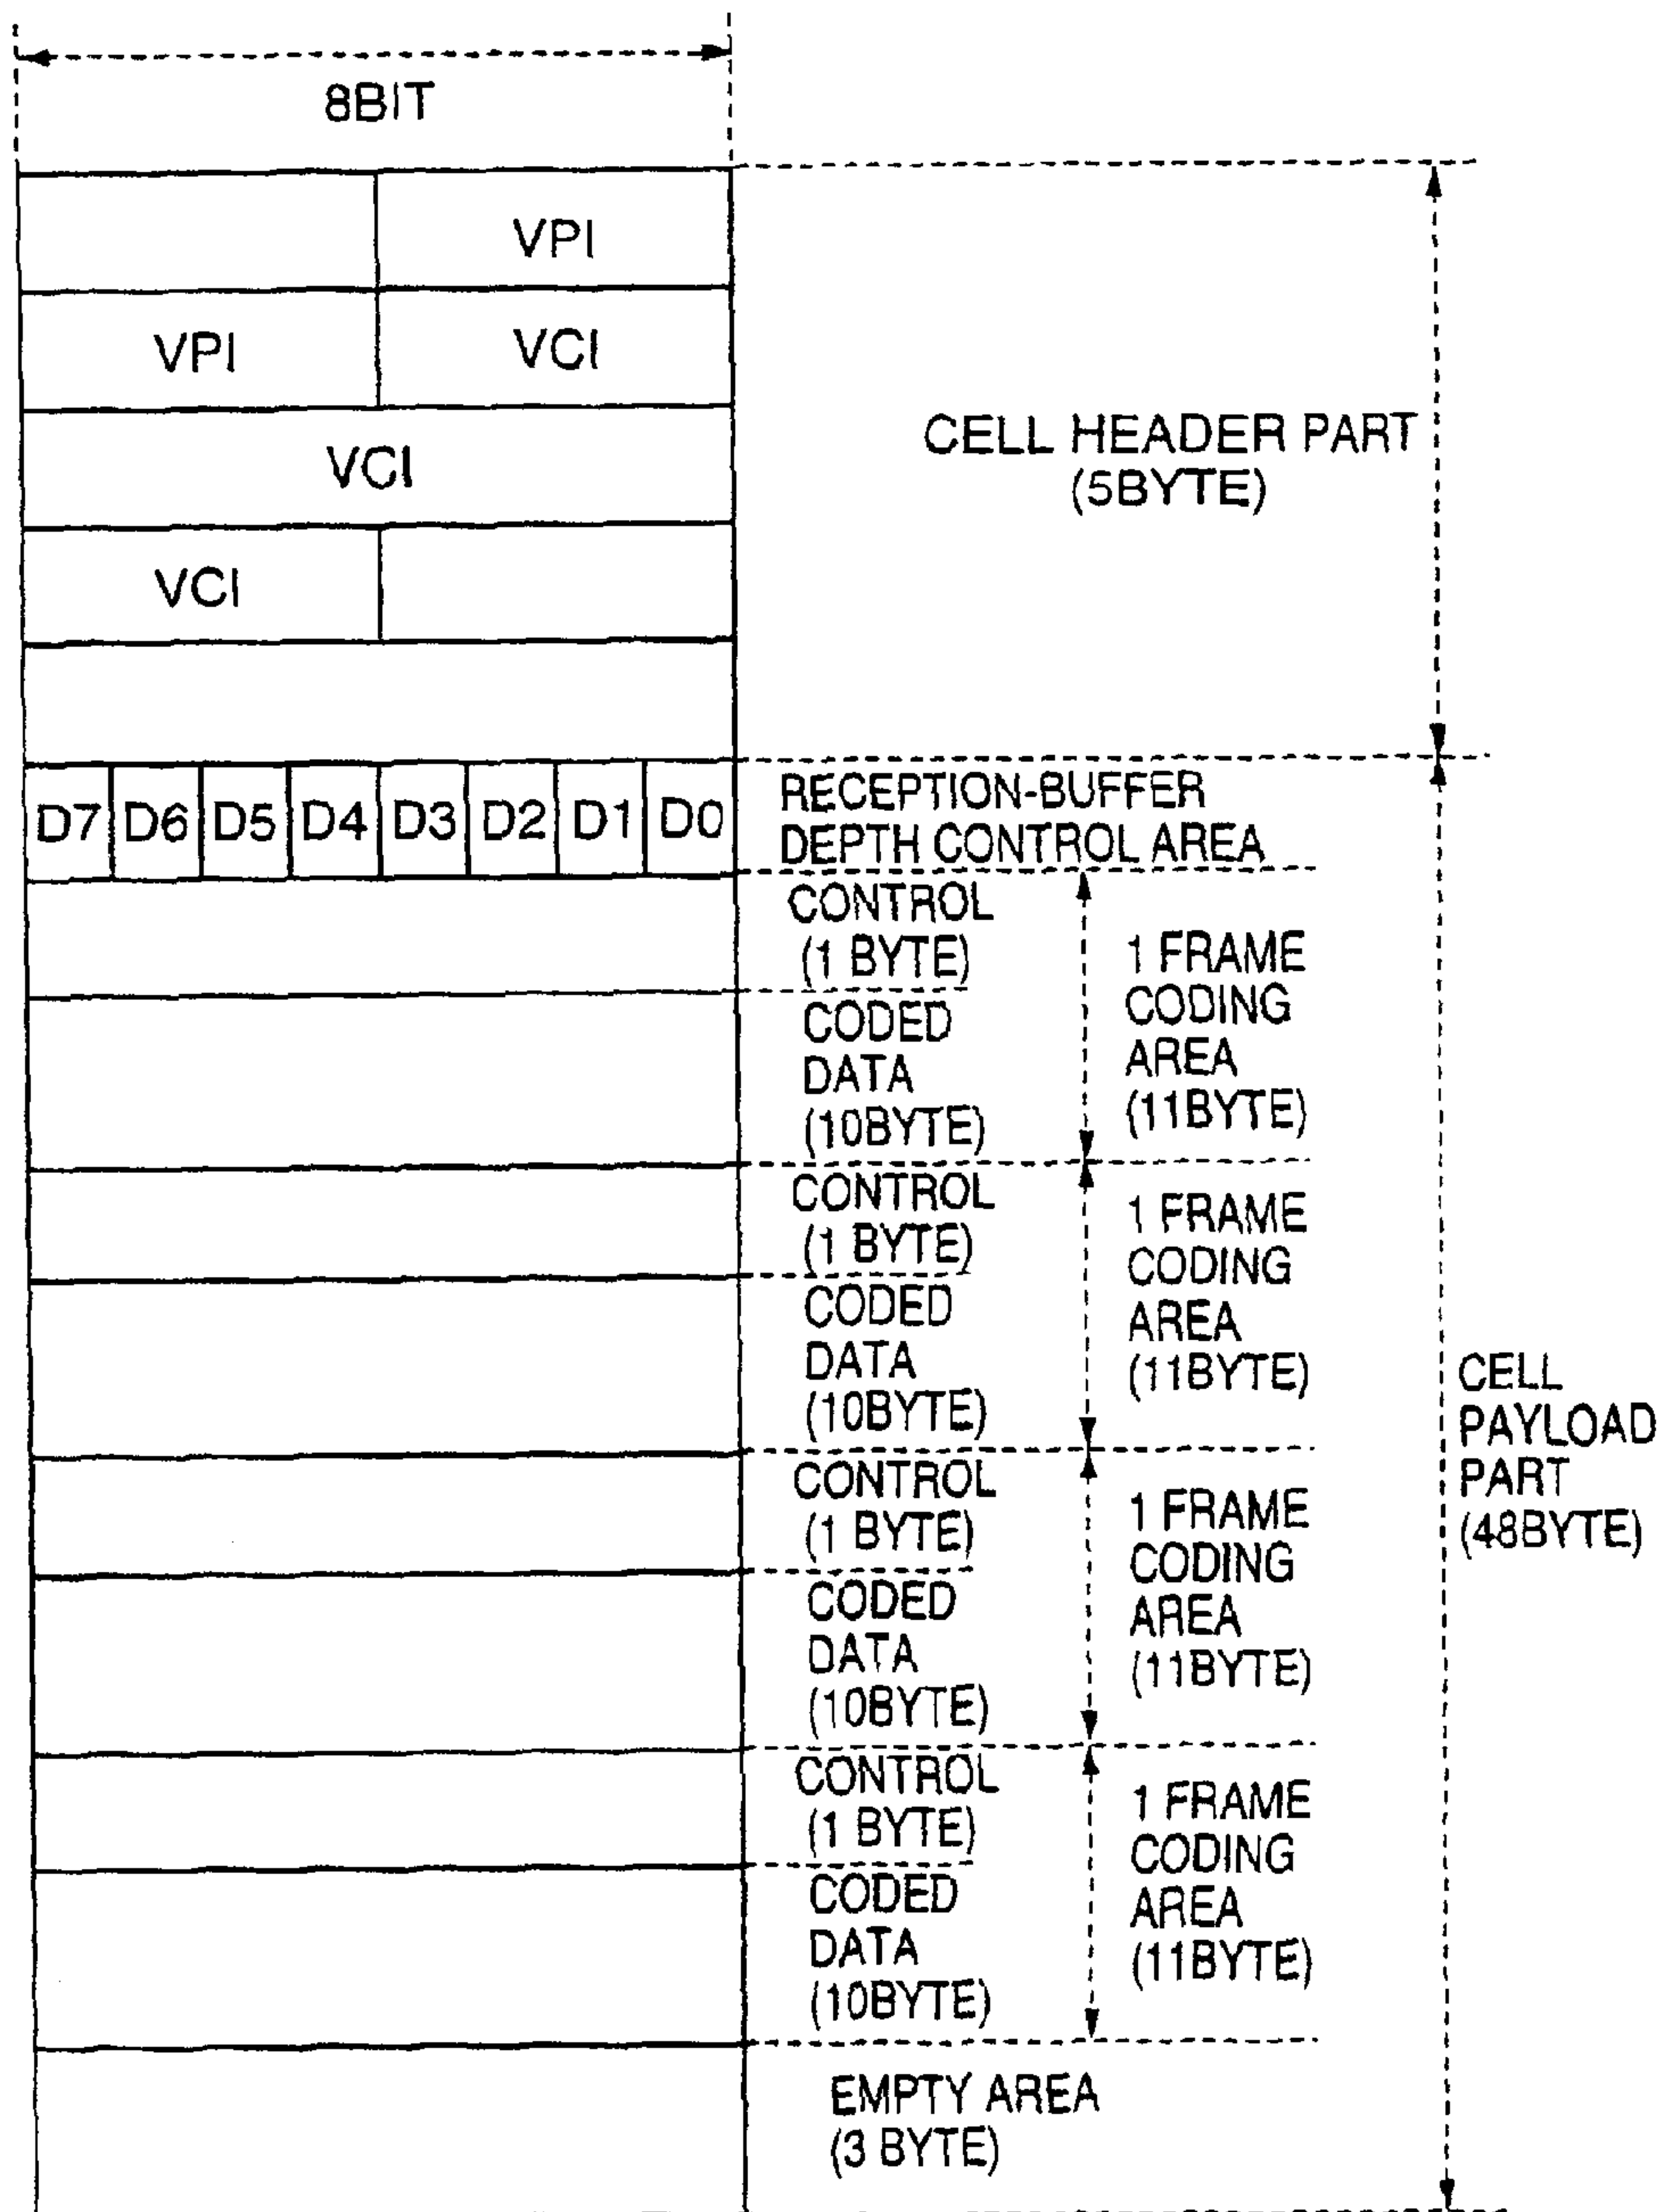 8BIT
VPI
VPI VCI
VCI
VCI
CELL HEADER PART
(5BYTE)
D7 D6 D5 D4 D3 D2 D1 D0
RECEPTION-BUFFER
DEPTH CONTROL AREA
CONTROL
(1 BYTE)
CODED
DATA
(10BYTE)
1 FRAME
CODING
AREA
(11BYTE)
CONTROL
(1 BYTE)
CODED
DATA
(10BYTE)
1 FRAME
CODING
AREA
(11BYTE)
CONTROL
(1 BYTE)
CODED
DATA
(10BYTE)
1 FRAME
CODING
AREA
(11BYTE)
CONTROL
(1 BYTE)
CODED
DATA
(10BYTE)
1 FRAME
CODING
AREA
(11BYTE)
EMPTY AREA
(3 BYTE)
CELL
PAYLOAD
PART
(48BYTE)